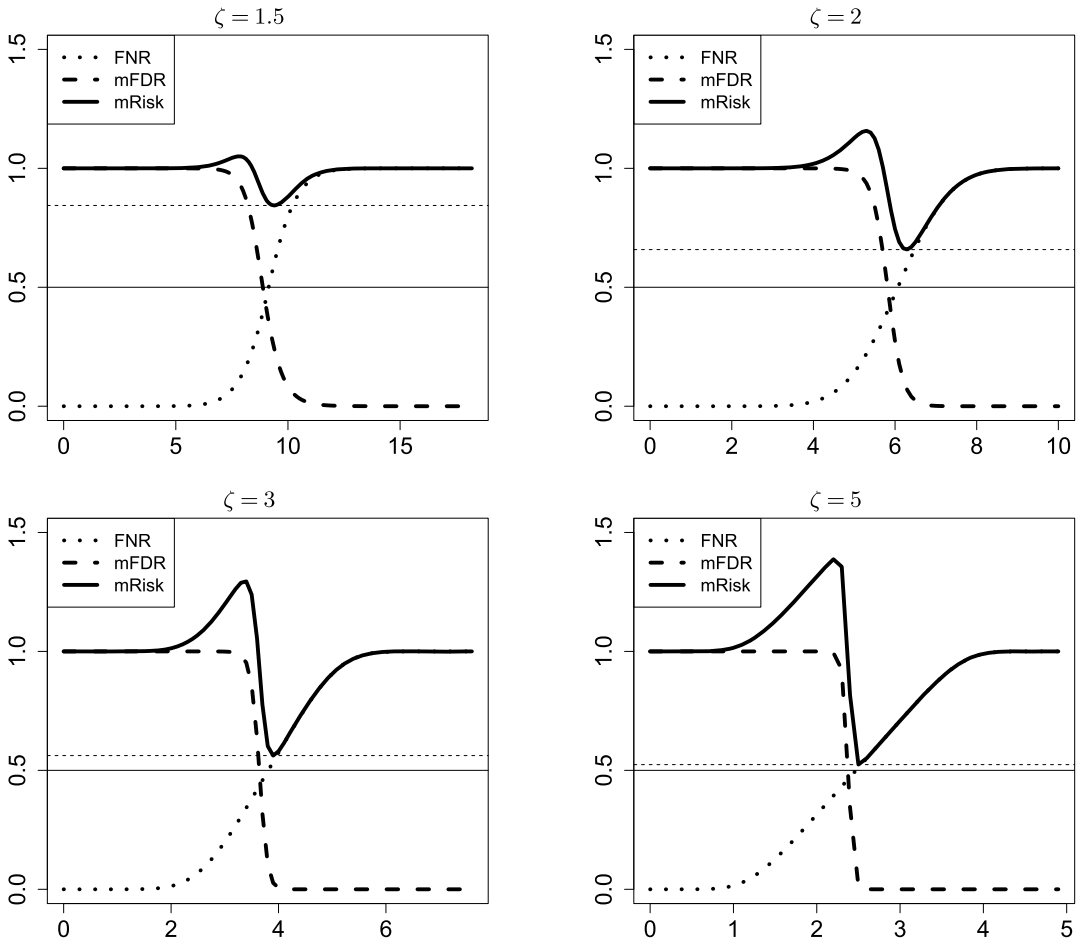 ζ = 1.5
1.5
1.0
0.5
0.0
FNR
mFDR
mRisk
0 5 10 15
ζ = 2
1.5
1.0
0.5
0.0
FNR
mFDR
mRisk
0 2 4 6 8 10
ζ = 3
1.5
1.0
0.5
0.0
FNR
mFDR
mRisk
0 2 4 6
ζ = 5
1.5
1.0
0.5
0.0
FNR
mFDR
mRisk
0 1 2 3 4 5